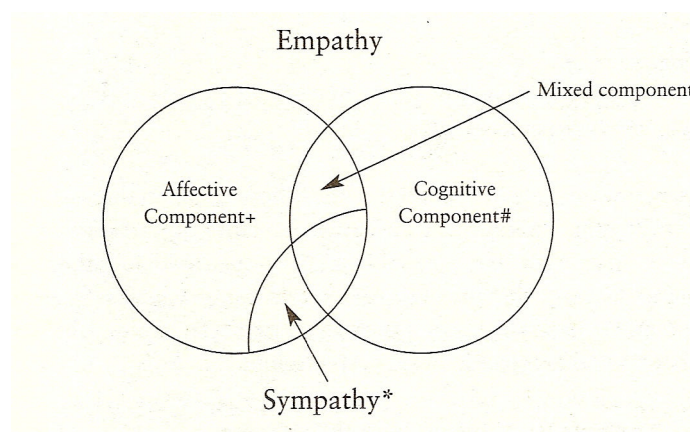 Empathy
Mixed component
Affective
Component+
Cognitive
Component#
Sympathy*